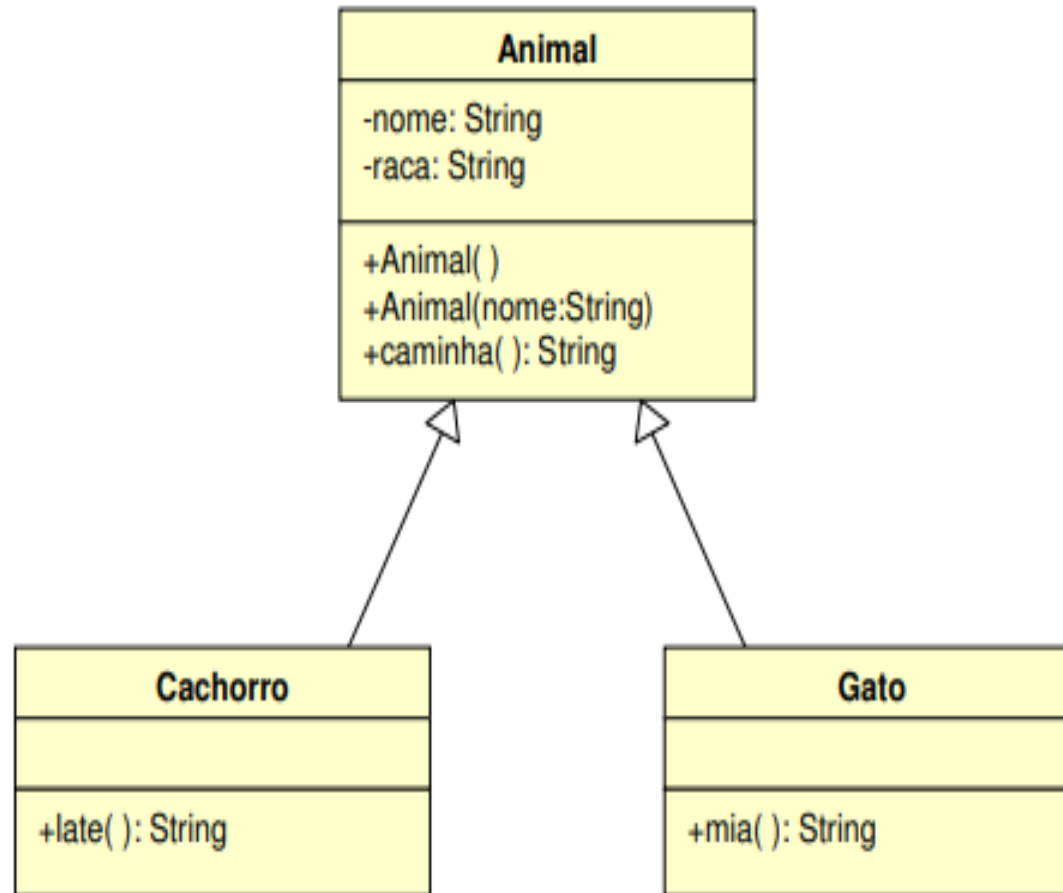 Animal
-nome: String
-raca: String
+Animal( )
+Animal(nome:String)
+caminha( ): String
Cachorro
+late( ): String
Gato
+mia( ): String